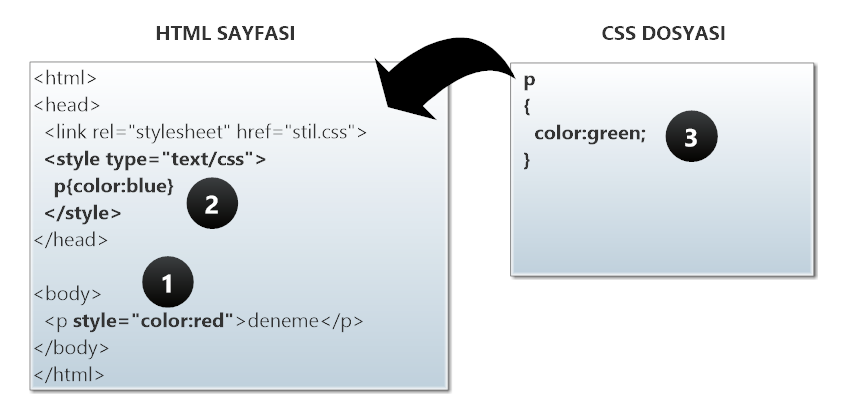 HTML SAYFASI
<html>
<head>
<link rel="stylesheet" href="stil.css">
<style type="text/css">
p{color:blue}
</style>
2
</head>
1
<body>
<p style="color:red">deneme</p>
</body>
</html>
CSS DOSYASI
p
{
color:green;
3
}